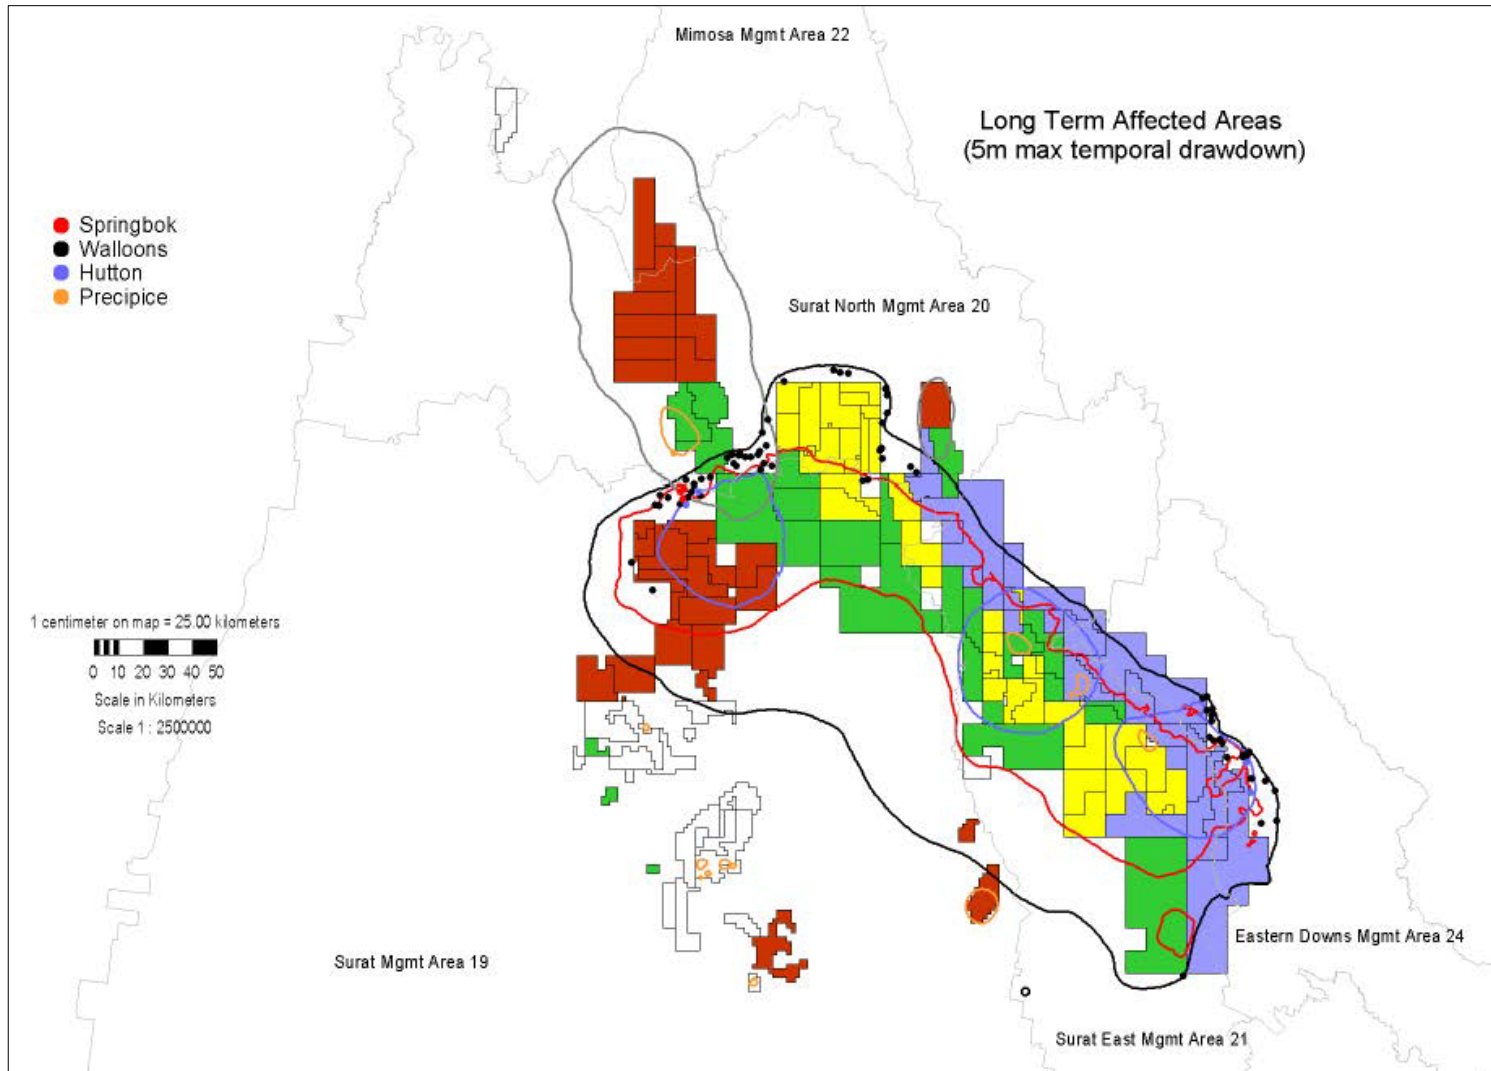 Mimosa Mgmt Area 22
Long Term Affected Areas
(5m max temporal drawdown)
Springbok
Walloons
Hutton
Precipice
Surat North Mgmt Area 20
1 centimeter on map = 25.00 kilometers
0 10 20 30 40 50
Scale in Kilometers
Scale 1 : 2500000
Surat Mgmt Area 19
Eastern Downs Mgmt Area 24
Surat East Mgmt Area 21